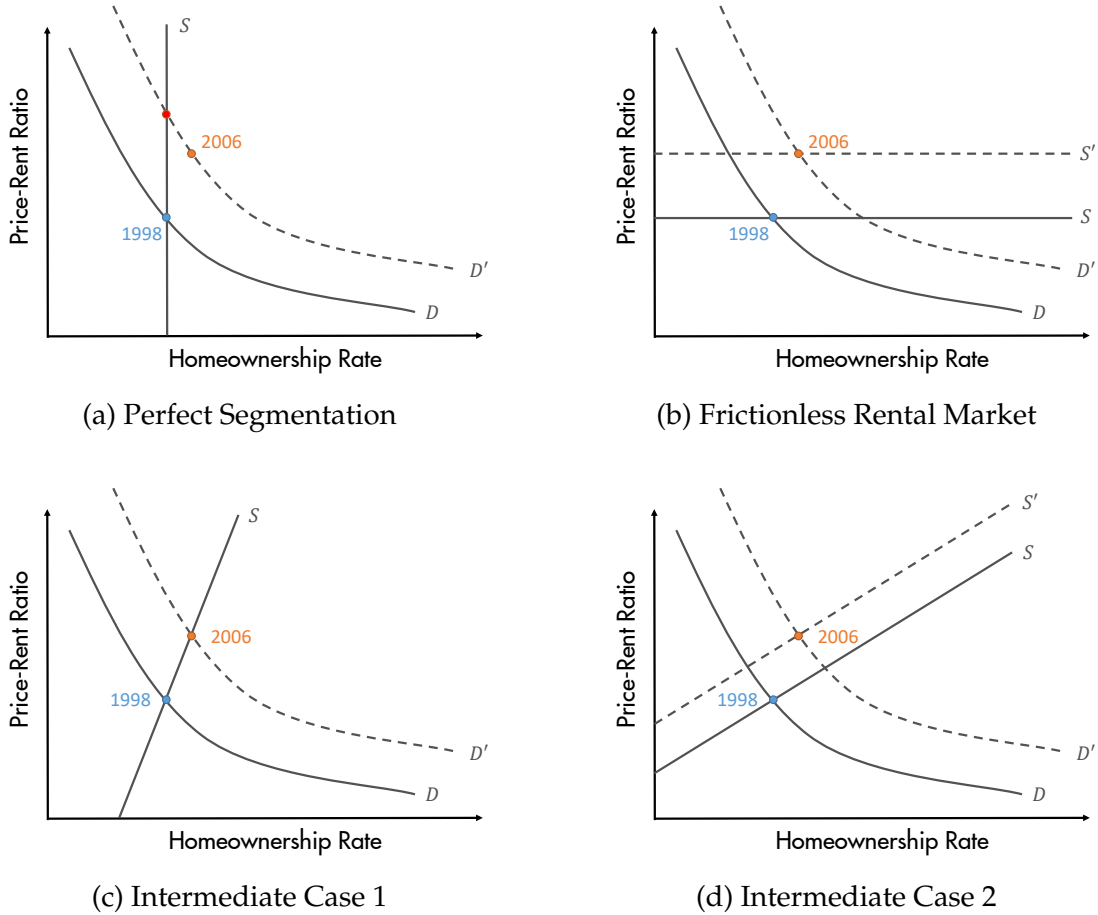 S
2006
1998
D′
D
Price-Rent Ratio
Homeownership Rate
(a) Perfect Segmentation
2006
S′
1998
S
D′
D
Price-Rent Ratio
Homeownership Rate
(b) Frictionless Rental Market
S
2006
1998
D′
D
Price-Rent Ratio
Homeownership Rate
(c) Intermediate Case 1
S′
S
2006
1998
D′
D
Price-Rent Ratio
Homeownership Rate
(d) Intermediate Case 2